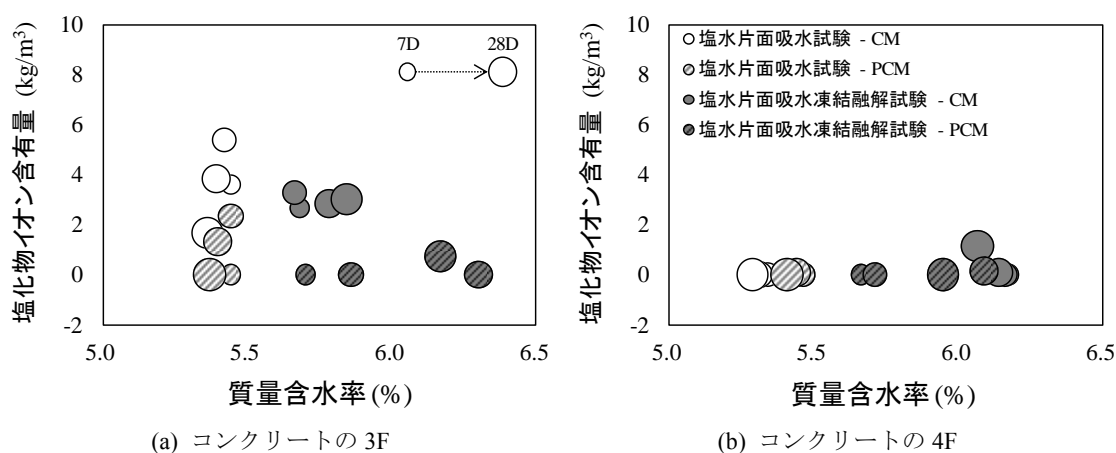 塩化物イオン含有量 (kg/m³)
10
8
6
4
2
0
-2
5.0 5.5 6.0 6.5
7D 28D
質量含水率(%)
(a) コンクリートの 3F
塩化物イオン含有量 (kg/m³)
10
8
6
4
2
0
-2
5.0 5.5 6.0 6.5
塩水片面吸水試験 - CM
塩水片面吸水試験 - PCM
塩水片面吸水凍結融解試験 - CM
塩水片面吸水凍結融解試験 - PCM
質量含水率(%)
(b) コンクリートの 4F